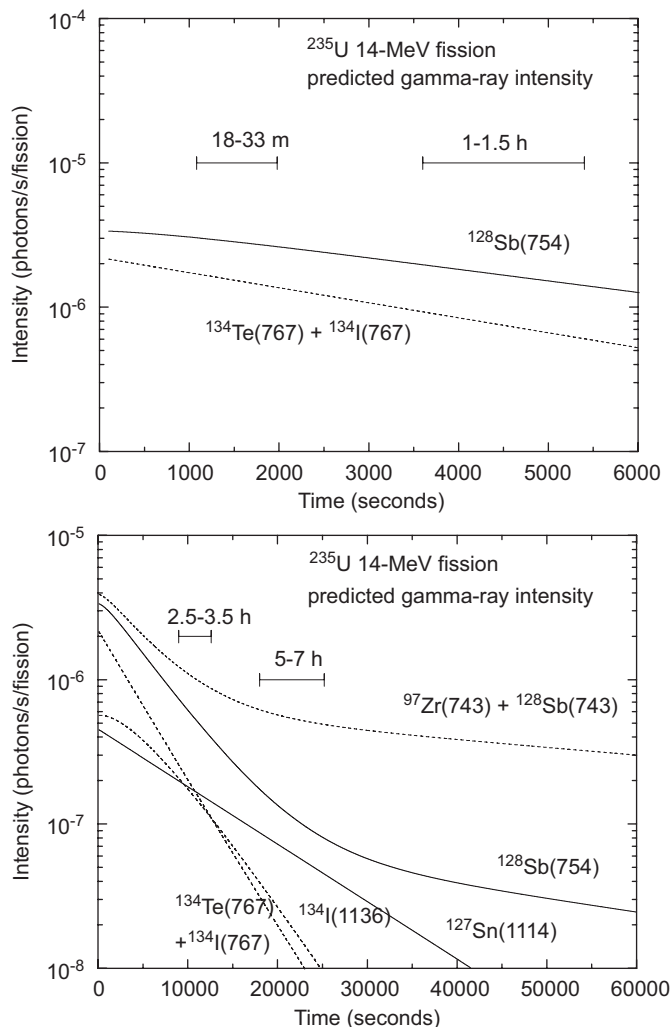 10⁻⁴
²³⁵U 14-MeV fission
predicted gamma-ray intensity
18-33 m
1-1.5 h
10⁻⁵
¹²⁸Sb(754)
10⁻⁶
¹³⁴Te(767) + ¹³⁴I(767)
10⁻⁷
Intensity (photons/s/fission)
0 1000 2000 3000 4000 5000 6000
Time (seconds)
10⁻⁵
²³⁵U 14-MeV fission
predicted gamma-ray intensity
2.5-3.5 h
5-7 h
10⁻⁶
⁹⁷Zr(743) + ¹²⁸Sb(743)
10⁻⁷
¹²⁸Sb(754)
¹³⁴Te(767)
+¹³⁴I(767)
¹³⁴I(1136)
¹²⁷Sn(1114)
10⁻⁸
Intensity (photons/s/fission)
0 10000 20000 30000 40000 50000 60000
Time (seconds)